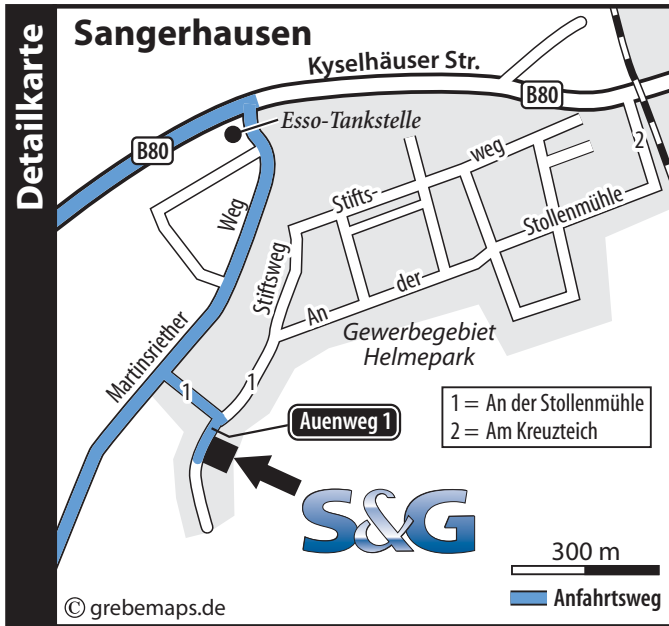 Detailkarte
Sangerhausen
Kyselhäuser Str.
B80
Esso-Tankstelle
B80
2
Stifts-
weg
Weg
Stollenmühle
Stiftsweg
der
An
Gewerbegebiet
Helmepark
Martinsriether
1
1
Auenweg 1
1 = An der Stollenmühle
2 = Am Kreuzteich
S&G
300 m
Anfahrtsweg
© grebemaps.de